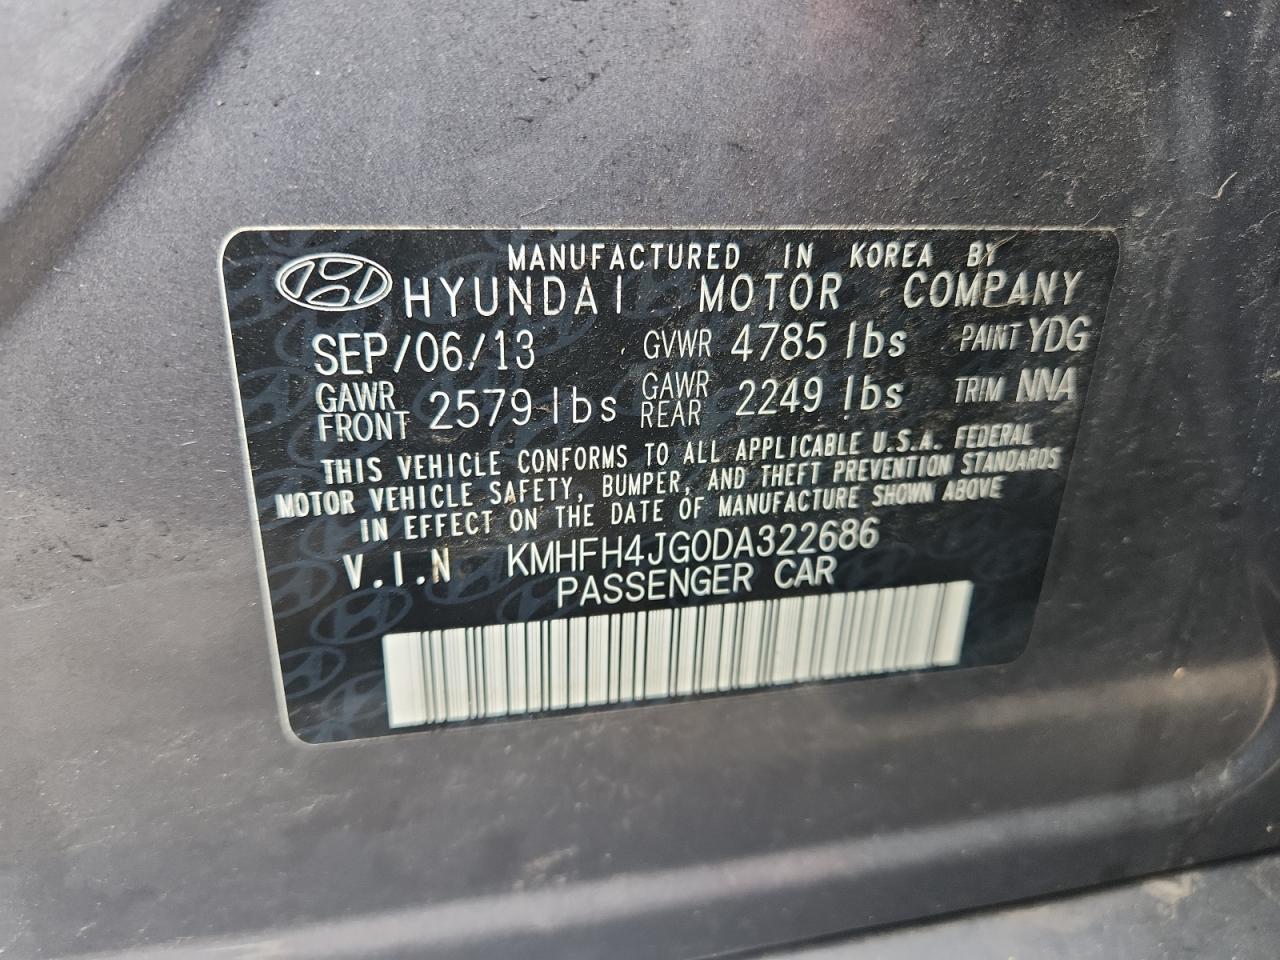 MANUFACTURED IN KOREA BY
HYUNDAI MOTOR COMPANY
SEP/06/13 GVWR 4785 lbs PAINT YDG
GAWR FRONT 2579 lbs GAWR REAR 2249 lbs TRIM NNA
THIS VEHICLE CONFORMS TO ALL APPLICABLE U.S.A. FEDERAL
MOTOR VEHICLE SAFETY, BUMPER, AND THEFT PREVENTION STANDARDS
IN EFFECT ON THE DATE OF MANUFACTURE SHOWN ABOVE
V.I.N KMHFH4JG0DA322686
PASSENGER CAR